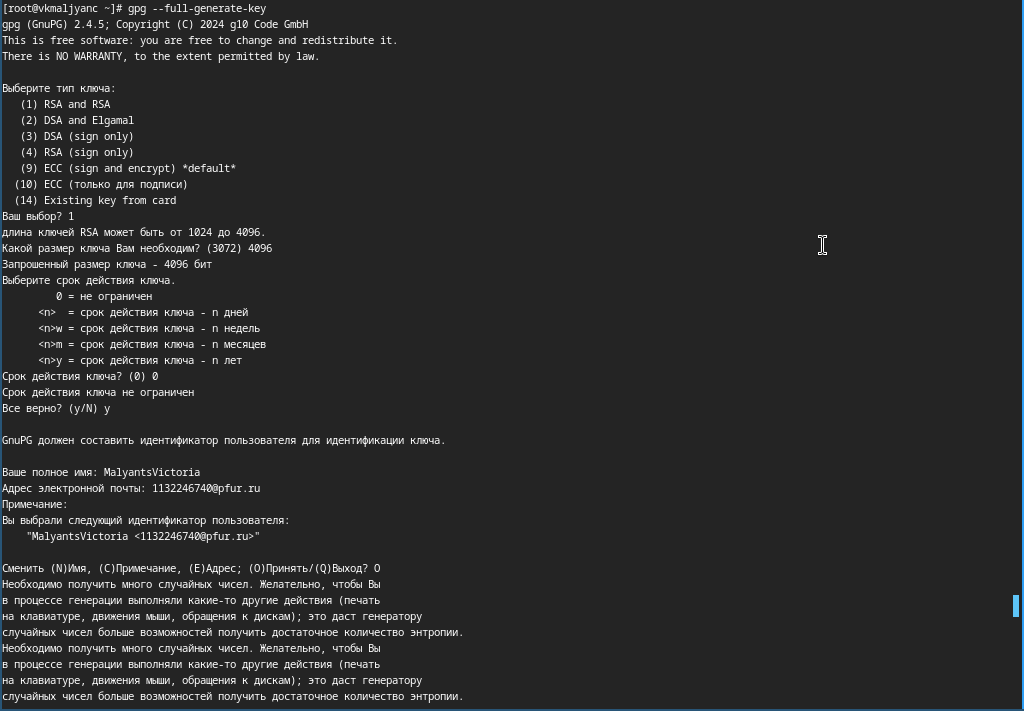 [root@vkmaljyanc ~]# gpg --full-generate-key
gpg (GnuPG) 2.4.5; Copyright (C) 2024 g10 Code GmbH
This is free software: you are free to change and redistribute it.
There is NO WARRANTY, to the extent permitted by law.

Выберите тип ключа:
   (1) RSA and RSA
   (2) DSA and Elgamal
   (3) DSA (sign only)
   (4) RSA (sign only)
   (9) ECC (sign and encrypt) *default*
  (10) ECC (только для подписи)
  (14) Existing key from card
Ваш выбор? 1
длина ключей RSA может быть от 1024 до 4096.
Какой размер ключа Вам необходим? (3072) 4096
Запрошенный размер ключа - 4096 бит
Выберите срок действия ключа.
         0 = не ограничен
      <n>  = срок действия ключа - n дней
      <n>w = срок действия ключа - n недель
      <n>m = срок действия ключа - n месяцев
      <n>y = срок действия ключа - n лет
Срок действия ключа? (0) 0
Срок действия ключа не ограничен
Все верно? (y/N) y

GnuPG должен составить идентификатор пользователя для идентификации ключа.

Ваше полное имя: MalyantsVictoria
Адрес электронной почты: 1132246740@pfur.ru
Примечание:
Вы выбрали следующий идентификатор пользователя:
    "MalyantsVictoria <1132246740@pfur.ru>"

Сменить (N)Имя, (C)Примечание, (E)Адрес; (O)Принять/(Q)Выход? O
Необходимо получить много случайных чисел. Желательно, чтобы Вы
в процессе генерации выполняли какие-то другие действия (печать
на клавиатуре, движения мыши, обращения к дискам); это даст генератору
случайных чисел больше возможностей получить достаточное количество энтропии.
Необходимо получить много случайных чисел. Желательно, чтобы Вы
в процессе генерации выполняли какие-то другие действия (печать
на клавиатуре, движения мыши, обращения к дискам); это даст генератору
случайных чисел больше возможностей получить достаточное количество энтропии.